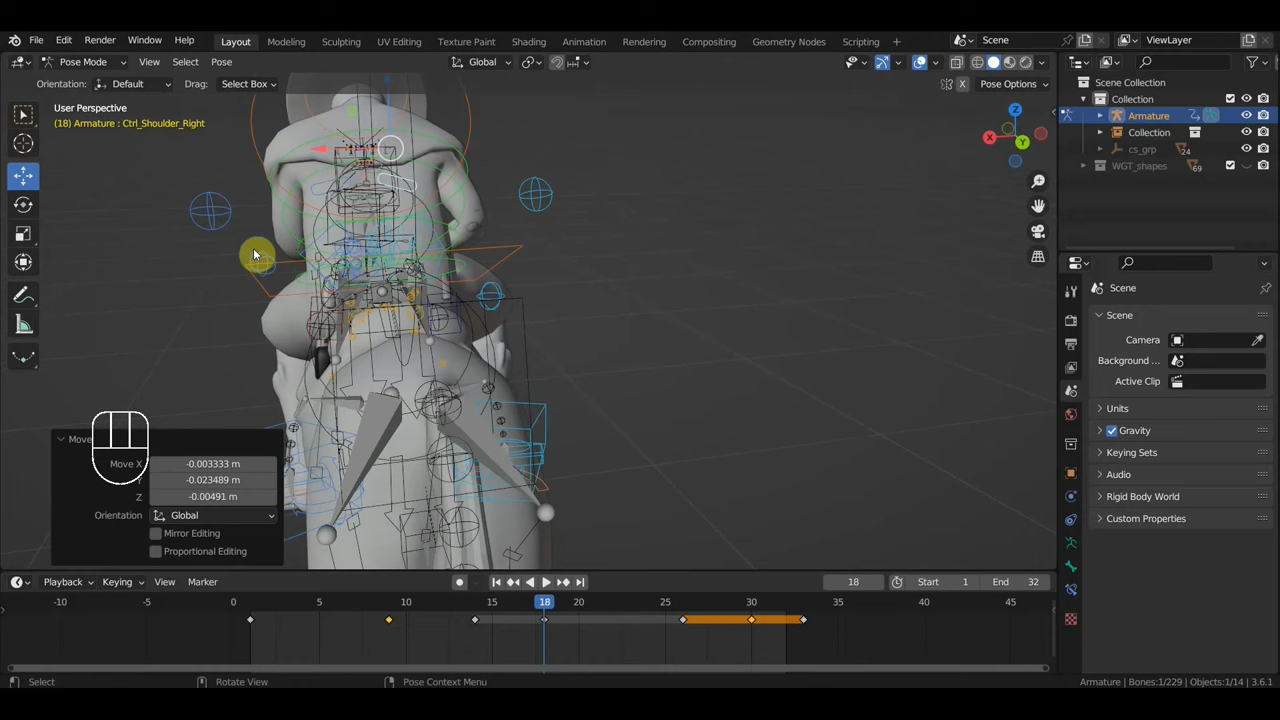 File Edit Render Window Help Layout Modeling Sculpting UV Editing Texture Paint Shading Animation Rendering Compositing Geometry Nodes Scripting + Scene ViewLayer
Pose Mode View Select Pose Global
Orientation: Default Drag: Select Box X Pose Options
User Perspective
(18) Armature : Ctrl_Shoulder_Right
Scene Collection
Collection
Armature
Collection
cs_grp 24
WGT_shapes 69
X Y Z
Scene
Scene
Camera
Background ...
Active Clip
Units
Gravity
Keying Sets
Audio
Rigid Body World
Custom Properties
Move
Move X -0.003333 m
-0.023489 m
Z -0.00491 m
Orientation Global
Mirror Editing
Proportional Editing
Playback Keying View Marker 18 Start 1 End 32
-10 -5 0 5 10 15 18 20 25 30 35 40 45
Select Rotate View Pose Context Menu Armature | Bones:1/229 | Objects:1/14 | 3.6.1